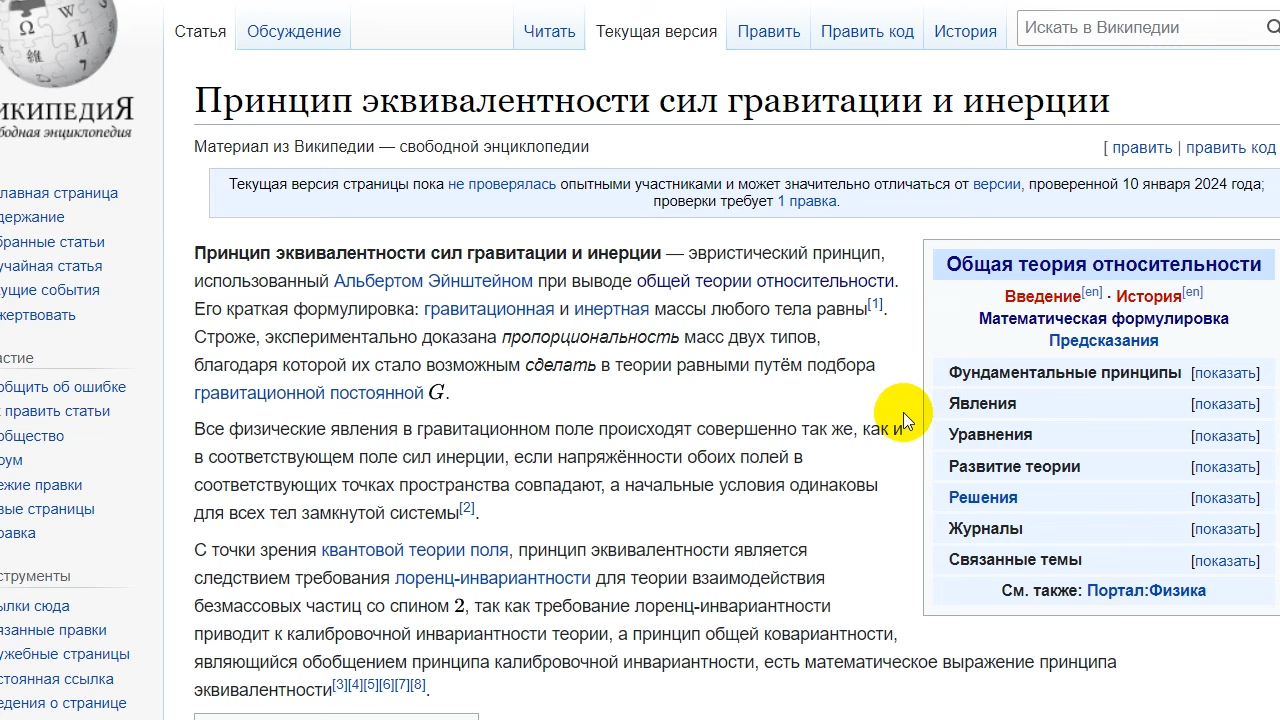 Статья
Обсуждение
Читать
Текущая версия
Править
Править код
История
Искать в Википедии
ИКИПЕДиЯ
бодная энциклопедия
Принцип эквивалентности сил гравитации и инерции
Материал из Википедии — свободной энциклопедии
[ править | править код
Текущая версия страницы пока не проверялась опытными участниками и может значительно отличаться от версии, проверенной 10 января 2024 года;
проверки требует 1 правка.
лавная страница
держание
бранные статьи
учайная статья
кущие события
жертвовать
астие
общить об ошибке
к править статьи
общество
рум
ежие правки
вые страницы
равка
струменты
ылки сюда
язанные правки
ужебные страницы
стоянная ссылка
едения о странице
Принцип эквивалентности сил гравитации и инерции — эвристический принцип,
использованный Альбертом Эйнштейном при выводе общей теории относительности.
Его краткая формулировка: гравитационная и инертная массы любого тела равны[1].
Строже, экспериментально доказана пропорциональность масс двух типов,
благодаря которой их стало возможным сделать в теории равными путём подбора
гравитационной постоянной G.
Все физические явления в гравитационном поле происходят совершенно так же, как и
в соответствующем поле сил инерции, если напряжённости обоих полей в
соответствующих точках пространства совпадают, а начальные условия одинаковы
для всех тел замкнутой системы[2].
С точки зрения квантовой теории поля, принцип эквивалентности является
следствием требования лоренц-инвариантности для теории взаимодействия
безмассовых частиц со спином 2, так как требование лоренц-инвариантности
приводит к калибровочной инвариантности теории, а принцип общей ковариантности,
являющийся обобщением принципа калибровочной инвариантности, есть математическое выражение принципа
эквивалентности[3][4][5][6][7][8].
Общая теория относительности
Введение[en] · История[en]
Математическая формулировка
Предсказания
Фундаментальные принципы [показать]
Явления [показать]
Уравнения [показать]
Развитие теории [показать]
Решения [показать]
Журналы [показать]
Связанные темы [показать]
См. также: Портал:Физика